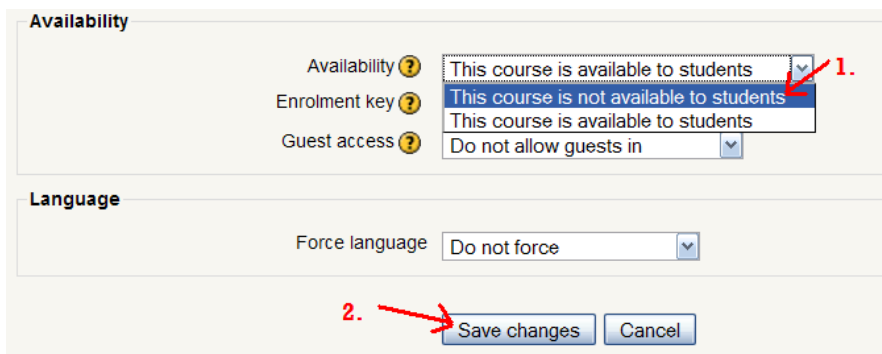 Availability
Availability ? This course is available to students 1.
Enrolment key ? This course is not available to students
This course is available to students
Guest access ? Do not allow guests in
Language
Force language Do not force
2. Save changes Cancel